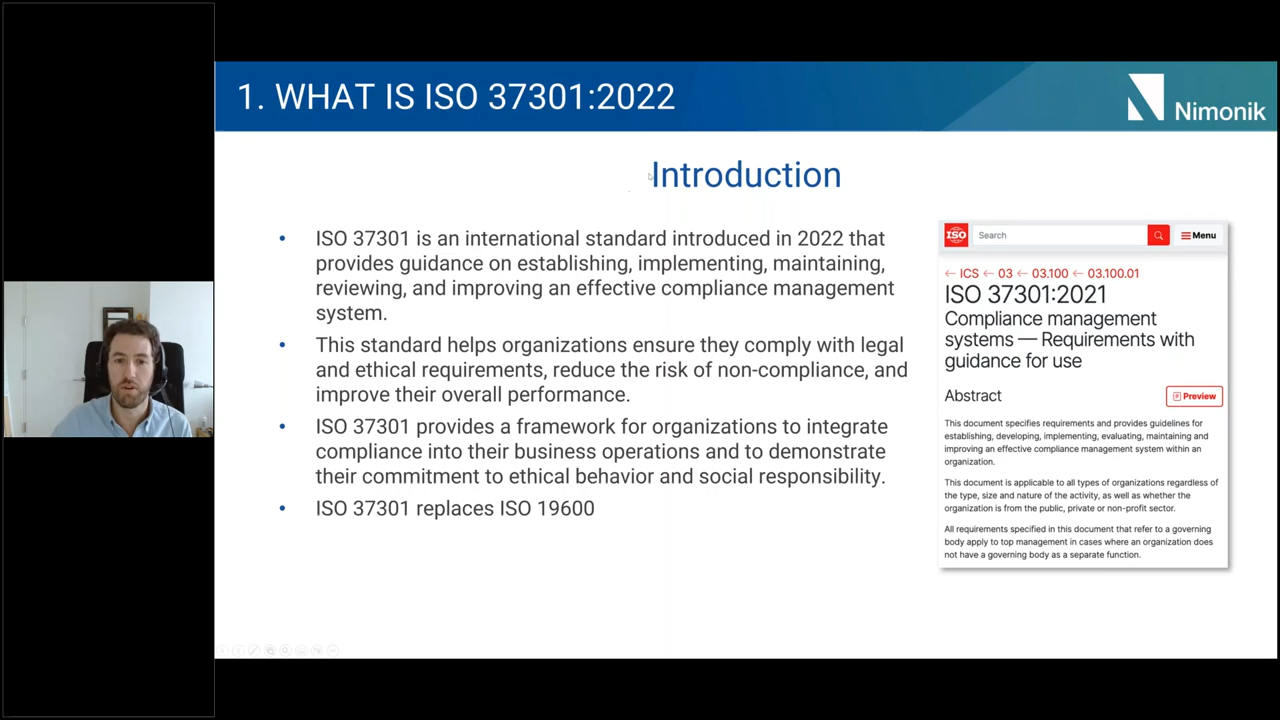 1. WHAT IS ISO 37301:2022
Nimonik
Introduction
• ISO 37301 is an international standard introduced in 2022 that
provides guidance on establishing, implementing, maintaining,
reviewing, and improving an effective compliance management
system.
• This standard helps organizations ensure they comply with legal
and ethical requirements, reduce the risk of non-compliance, and
improve their overall performance.
• ISO 37301 provides a framework for organizations to integrate
compliance into their business operations and to demonstrate
their commitment to ethical behavior and social responsibility.
• ISO 37301 replaces ISO 19600
ISO Search Menu
← ICS ← 03 ← 03.100 ← 03.100.01
ISO 37301:2021
Compliance management
systems — Requirements with
guidance for use
Abstract Preview
This document specifies requirements and provides guidelines for
establishing, developing, implementing, evaluating, maintaining and
improving an effective compliance management system within an
organization.
This document is applicable to all types of organizations regardless of
the type, size and nature of the activity, as well as whether the
organization is from the public, private or non-profit sector.
All requirements specified in this document that refer to a governing
body apply to top management in cases where an organization does
not have a governing body as a separate function.